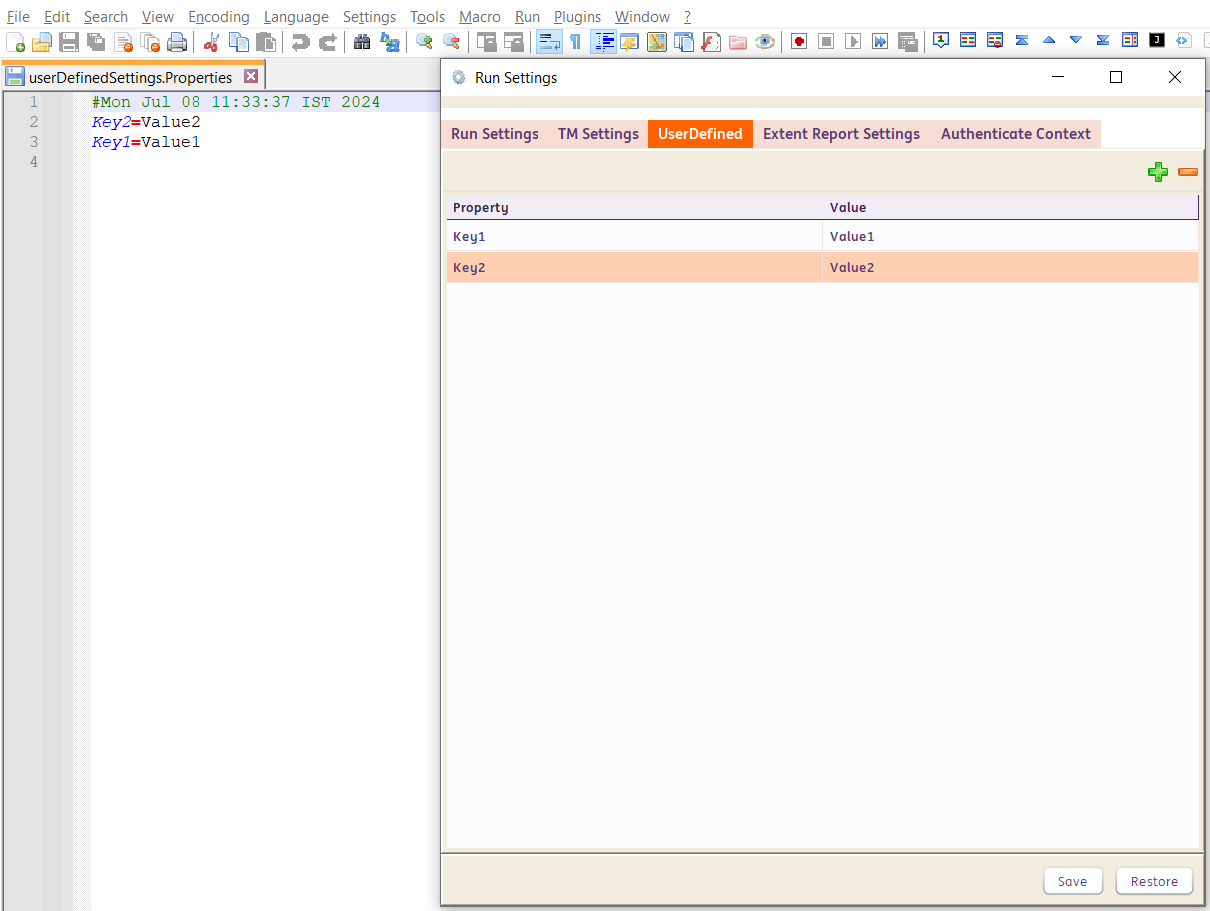 File Edit Search View Encoding Language Settings Tools Macro Run Plugins Window ?
userDefinedSettings.Properties
1 #Mon Jul 08 11:33:37 IST 2024
2 Key2=Value2
3 Key1=Value1
4
Run Settings
Run Settings TM Settings UserDefined Extent Report Settings Authenticate Context
Property Value
Key1 Value1
Key2 Value2
Save Restore